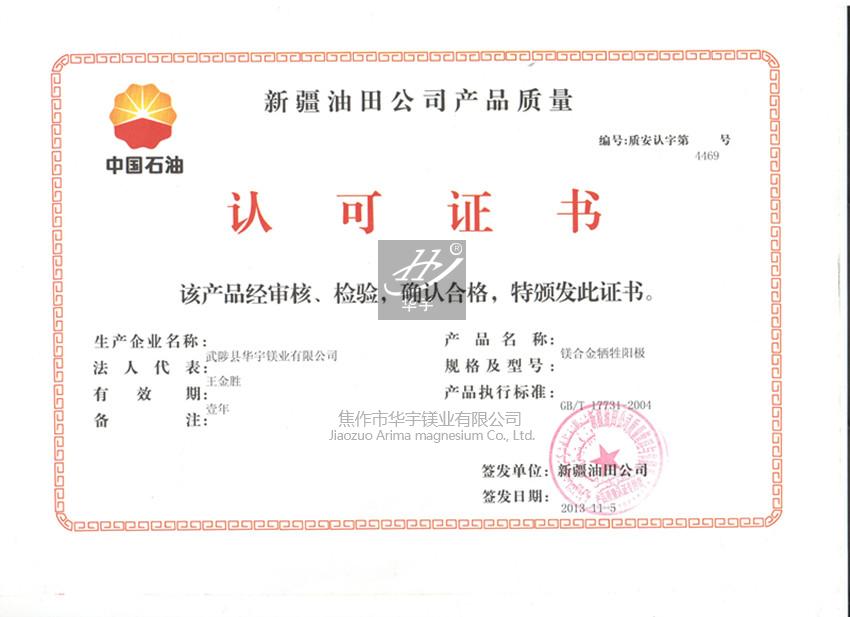 新疆油田公司产品质量
中国石油
编号:质安认字第 号
4469
认可证书
华宇
®
该产品经审核、检验，确认合格，特颁发此证书。
生产企业名称：
武陟县华宇镁业有限公司
法人代表：
王金胜
有效期：
壹年
备注：
产品名称：
镁合金牺牲阳极
规格及型号：
产品执行标准：
GB/T 17731-2004
焦作市华宇镁业有限公司
Jiaozuo Arima magnesium Co., Ltd.
签发单位：新疆油田公司
签发日期：
2013-11-5